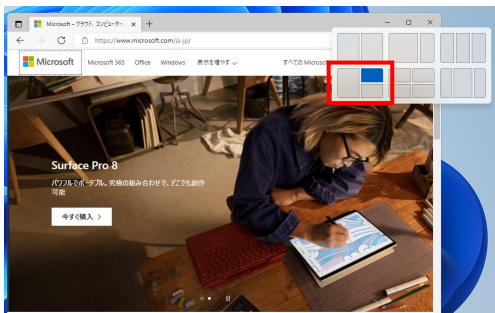 Microsoft – クラウド、コンピューター、
https://www.microsoft.com/ja-jp/
Microsoft
Microsoft 365 Office Windows 表示を増やす
すべての Microsoft
Surface Pro 8
パワフルでポータブル。究極の組み合わせで、どこでも創作
可能
今すぐ購入 >